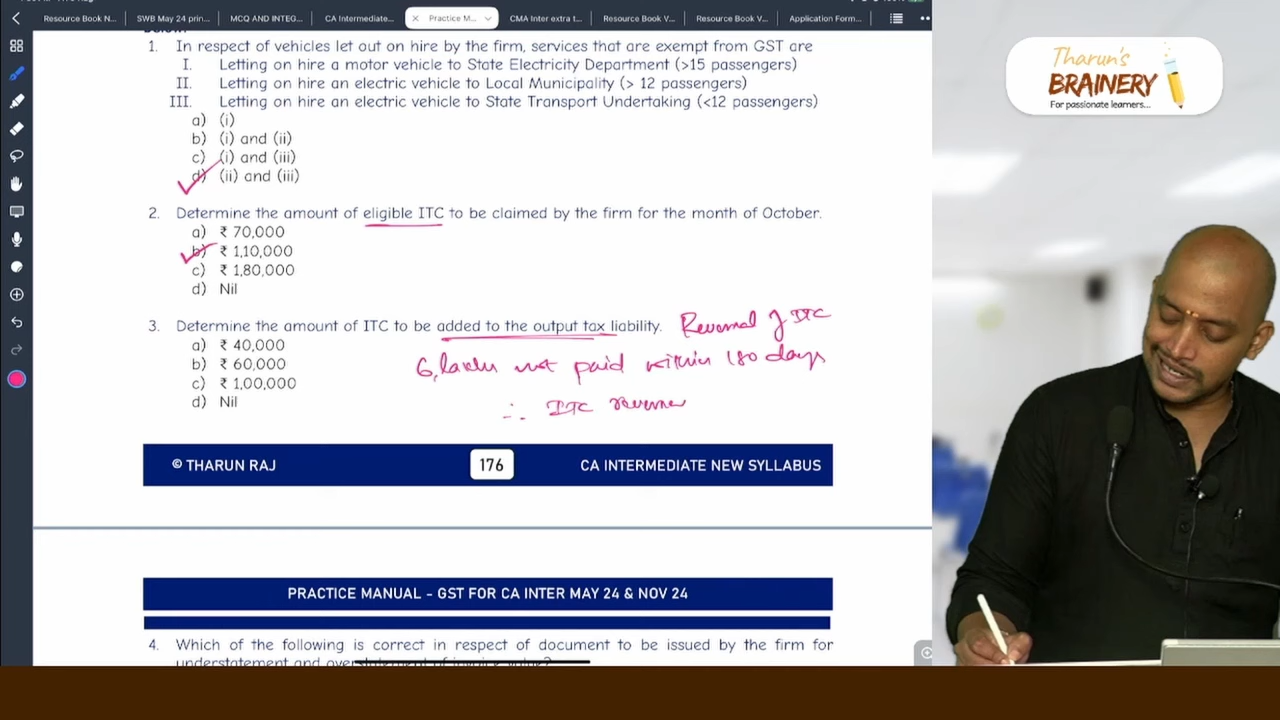 Resource Book N... SWB May 24 prin... MCQ AND INTEG... CA Intermediate... Practice M... CMA Inter extra t... Resource Book V... Resource Book V... Application Form...
1. In respect of vehicles let out on hire by the firm, services that are exempt from GST are
I. Letting on hire a motor vehicle to State Electricity Department (>15 passengers)
II. Letting on hire an electric vehicle to Local Municipality (> 12 passengers)
III. Letting on hire an electric vehicle to State Transport Undertaking (<12 passengers)
a) (i)
b) (i) and (ii)
c) (i) and (iii)
d) (ii) and (iii)
2. Determine the amount of eligible ITC to be claimed by the firm for the month of October.
a) ₹ 70,000
b) ₹ 1,10,000
c) ₹ 1,80,000
d) Nil
3. Determine the amount of ITC to be added to the output tax liability. Reversal of ITC
a) ₹ 40,000
b) ₹ 60,000
6 lakhs not paid within 180 days
c) ₹ 1,00,000
d) Nil
∴ ITC reverse
© THARUN RAJ 176 CA INTERMEDIATE NEW SYLLABUS
PRACTICE MANUAL - GST FOR CA INTER MAY 24 & NOV 24
4. Which of the following is correct in respect of document to be issued by the firm for
understatement and overstatement of invoice value?
Tharun's
BRAINERY
For passionate learners...